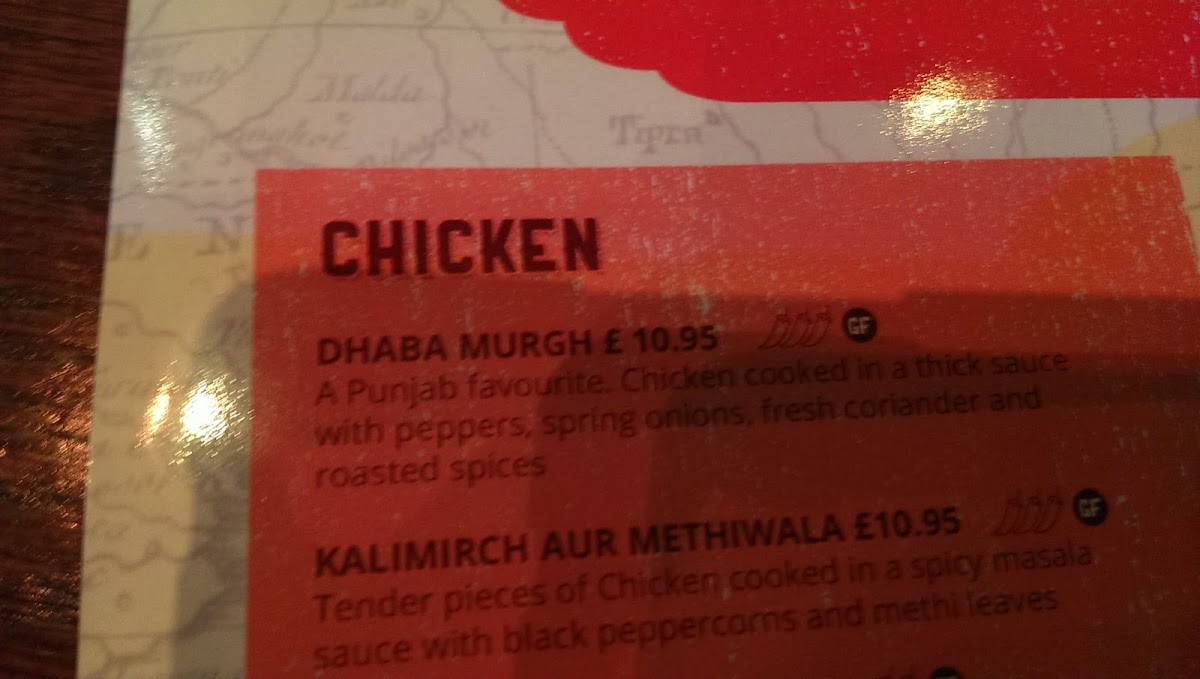 Malda
Tipra
E N
CHICKEN
DHABA MURGH £ 10.95 GF
A Punjab favourite. Chicken cooked in a thick sauce
with peppers, spring onions, fresh coriander and
roasted spices
KALIMIRCH AUR METHIWALA £10.95 GF
Tender pieces of Chicken cooked in a spicy masala
sauce with black peppercorns and methi leaves